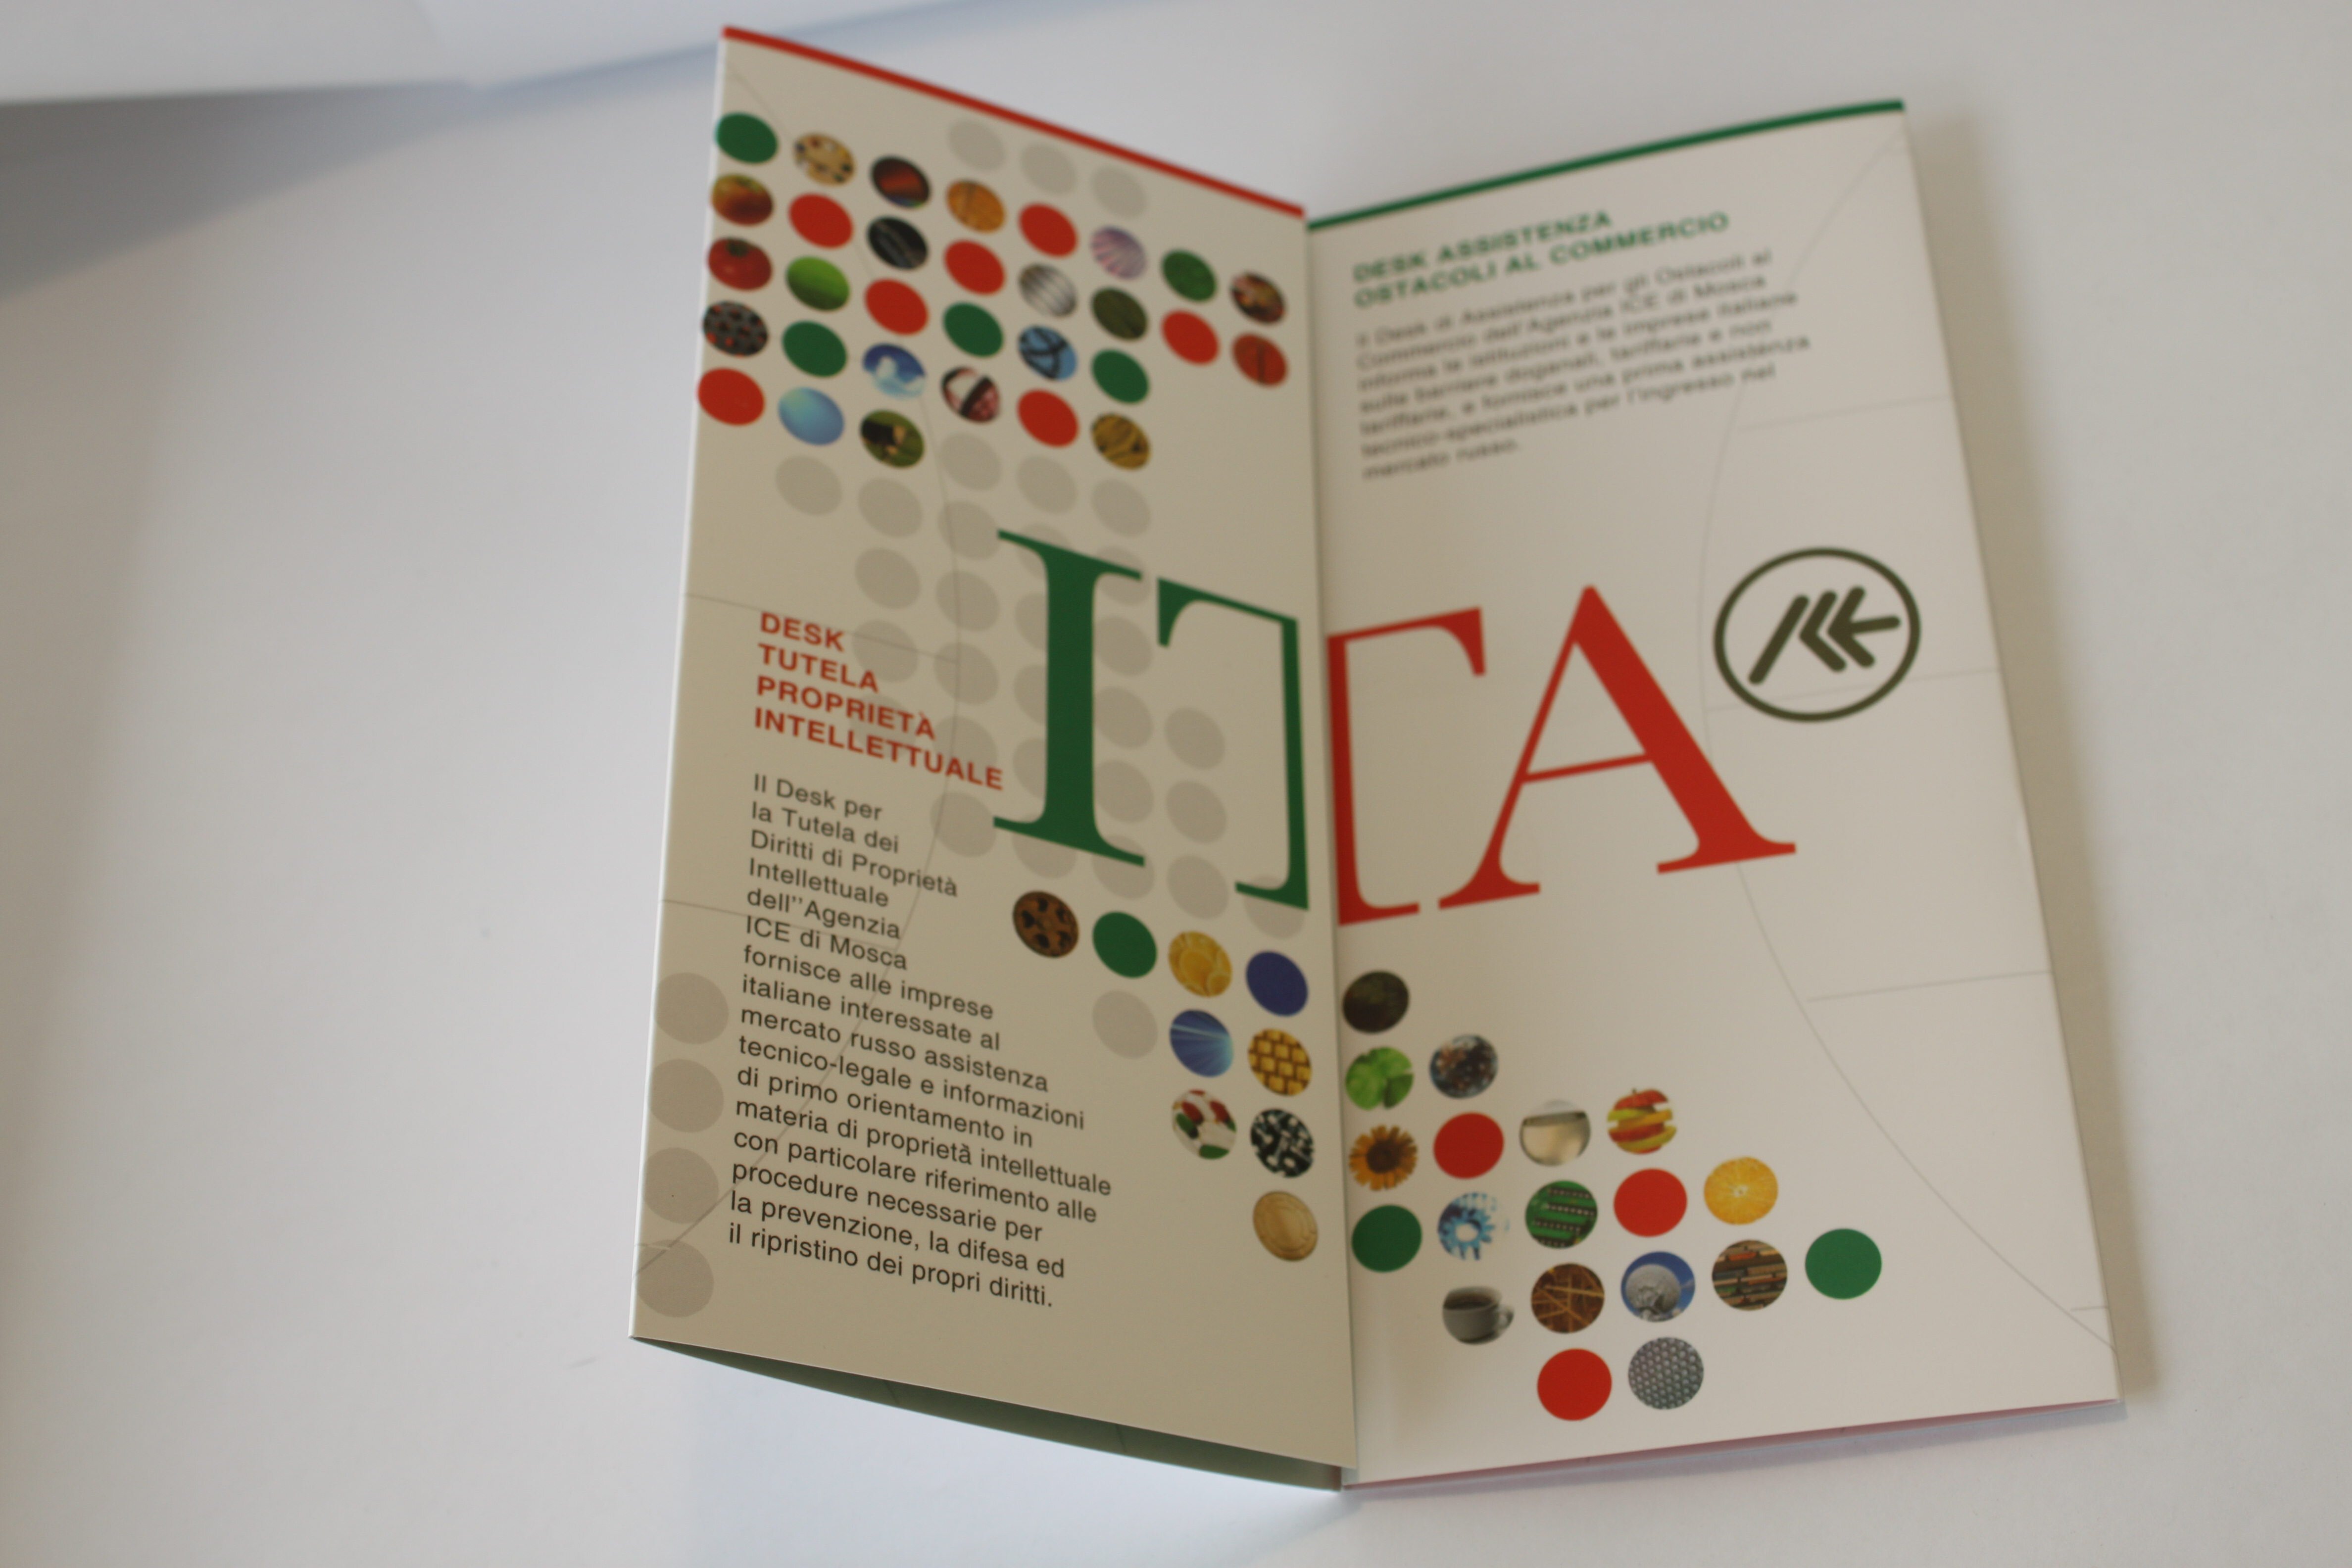 DESK
TUTELA
PROPRIETÀ
INTELLETTUALE
Il Desk per
la Tutela dei
Diritti di Proprietà
Intellettuale
dell''Agenzia
ICE di Mosca
fornisce alle imprese
italiane interessate al
mercato russo assistenza
tecnico-legale e informazioni
di primo orientamento in
materia di proprietà intellettuale
con particolare riferimento alle
procedure necessarie per
la prevenzione, la difesa ed
il ripristino dei propri diritti.
ITA
DESK ASSISTENZA
OSTACOLI AL COMMERCIO
Il Desk di Assistenza per gli Ostacoli al
Commercio dell'Agenzia ICE di Mosca
informa le istituzioni e le imprese italiane
sulle barriere doganali, tariffarie e non
tariffarie, e fornisce una prima assistenza
tecnico-specialistica per l'ingresso nel
mercato russo.